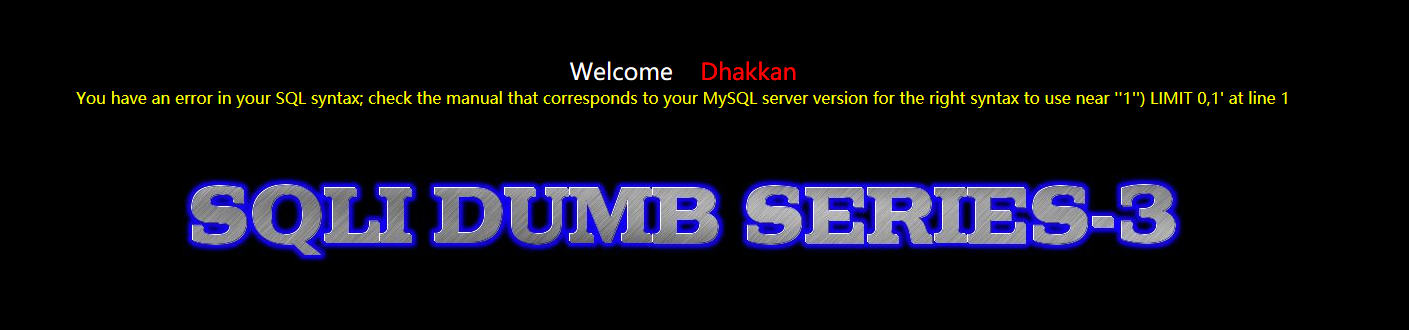 Welcome Dhakkan
You have an error in your SQL syntax; check the manual that corresponds to your MySQL server version for the right syntax to use near ''1'') LIMIT 0,1' at line 1
SQLI DUMB SERIES-3